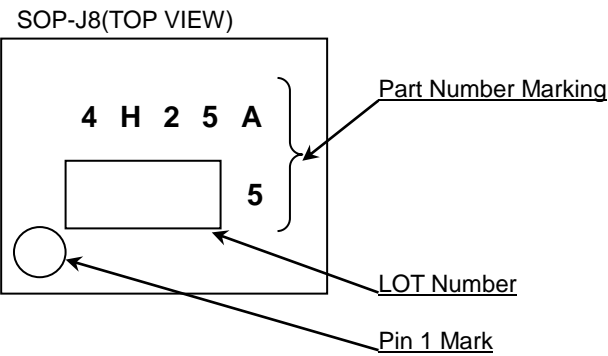 SOP-J8(TOP VIEW)
Part Number Marking
4 H 2 5 A
5
LOT Number
Pin 1 Mark